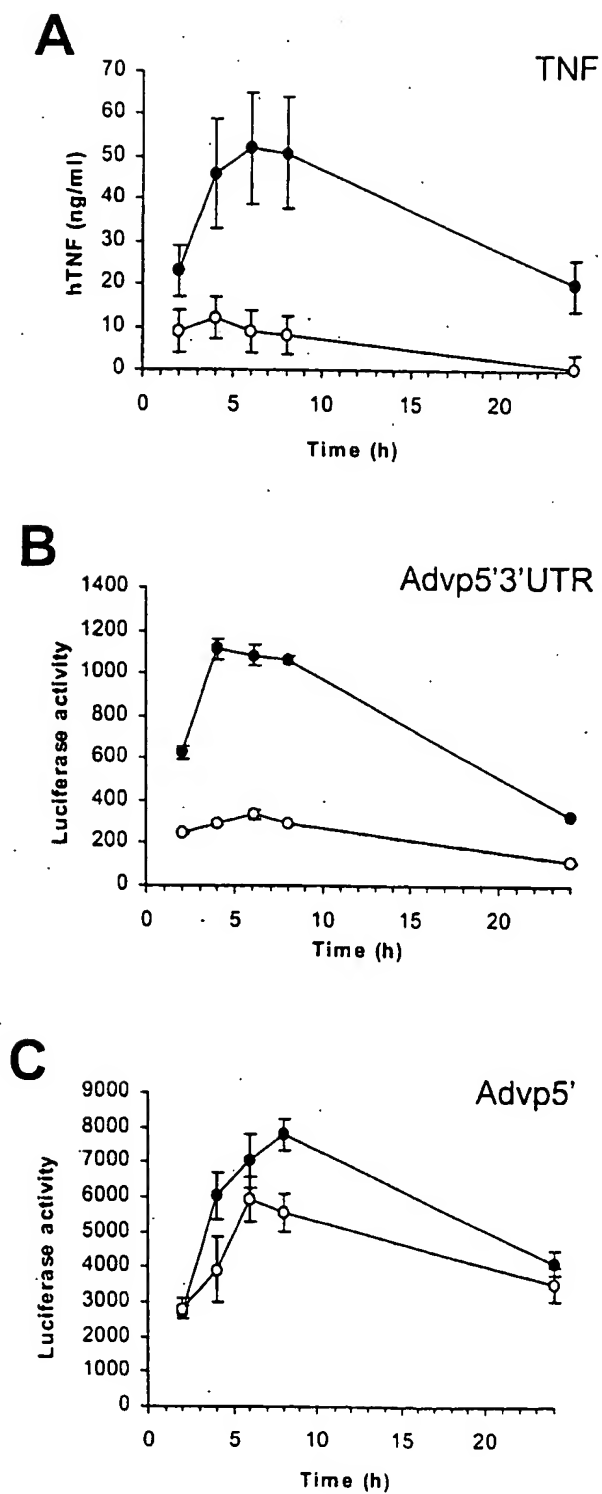 A
TNF
70
60
50
40
30
20
10
0
hTNF (ng/ml)
0 5 10 15 20
Time (h)
B
Advp5'3'UTR
1400
1200
1000
800
600
400
200
0
Luciferase activity
0 5 10 15 20
Time (h)
C
Advp5'
9000
8000
7000
6000
5000
4000
3000
2000
1000
0
Luciferase activity
0 5 10 15 20
Time (h)